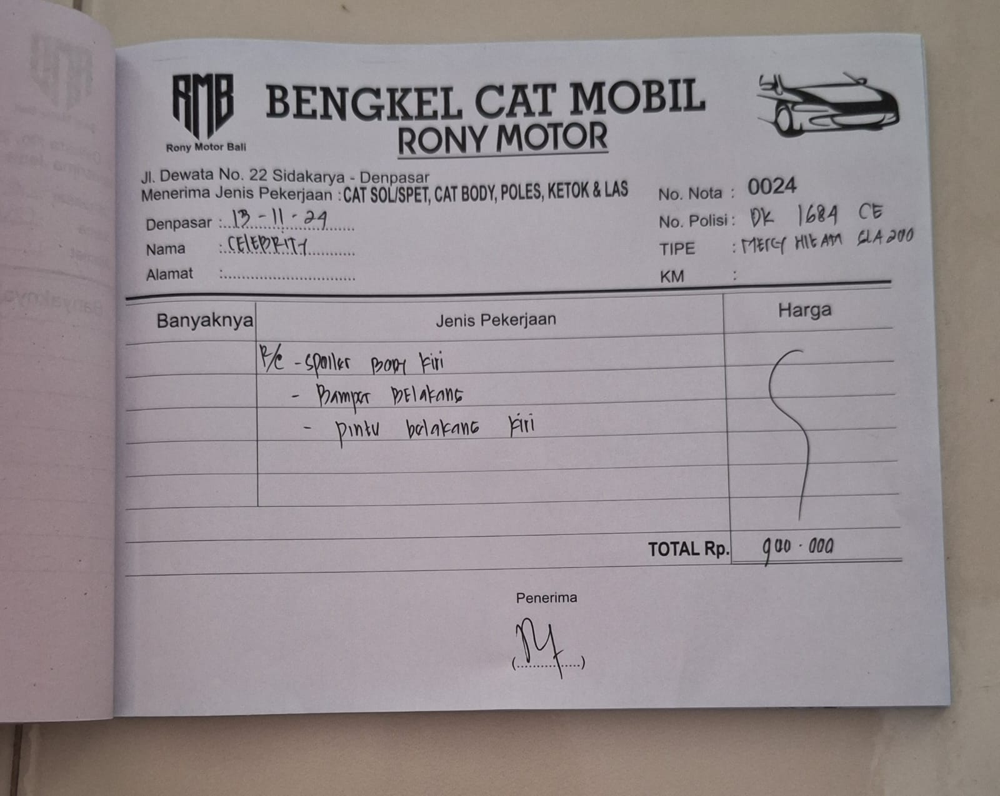 RMB
Rony Motor Bali
BENGKEL CAT MOBIL
RONY MOTOR
Jl. Dewata No. 22 Sidakarya - Denpasar
Menerima Jenis Pekerjaan : CAT SOL/SPET, CAT BODY, POLES, KETOK & LAS
No. Nota : 0024
Denpasar : 13 - 11 - 24
No. Polisi : DK 1684 CE
Nama : CELEBRITY
TIPE : MERCY HITAM GLA 200
Alamat :
KM :
Banyaknya Jenis Pekerjaan Harga
R/C - spoiler BODY kiri
- Bamper BElakang
- pintu belakang kiri
TOTAL Rp. 900.000
Penerima
(..................)